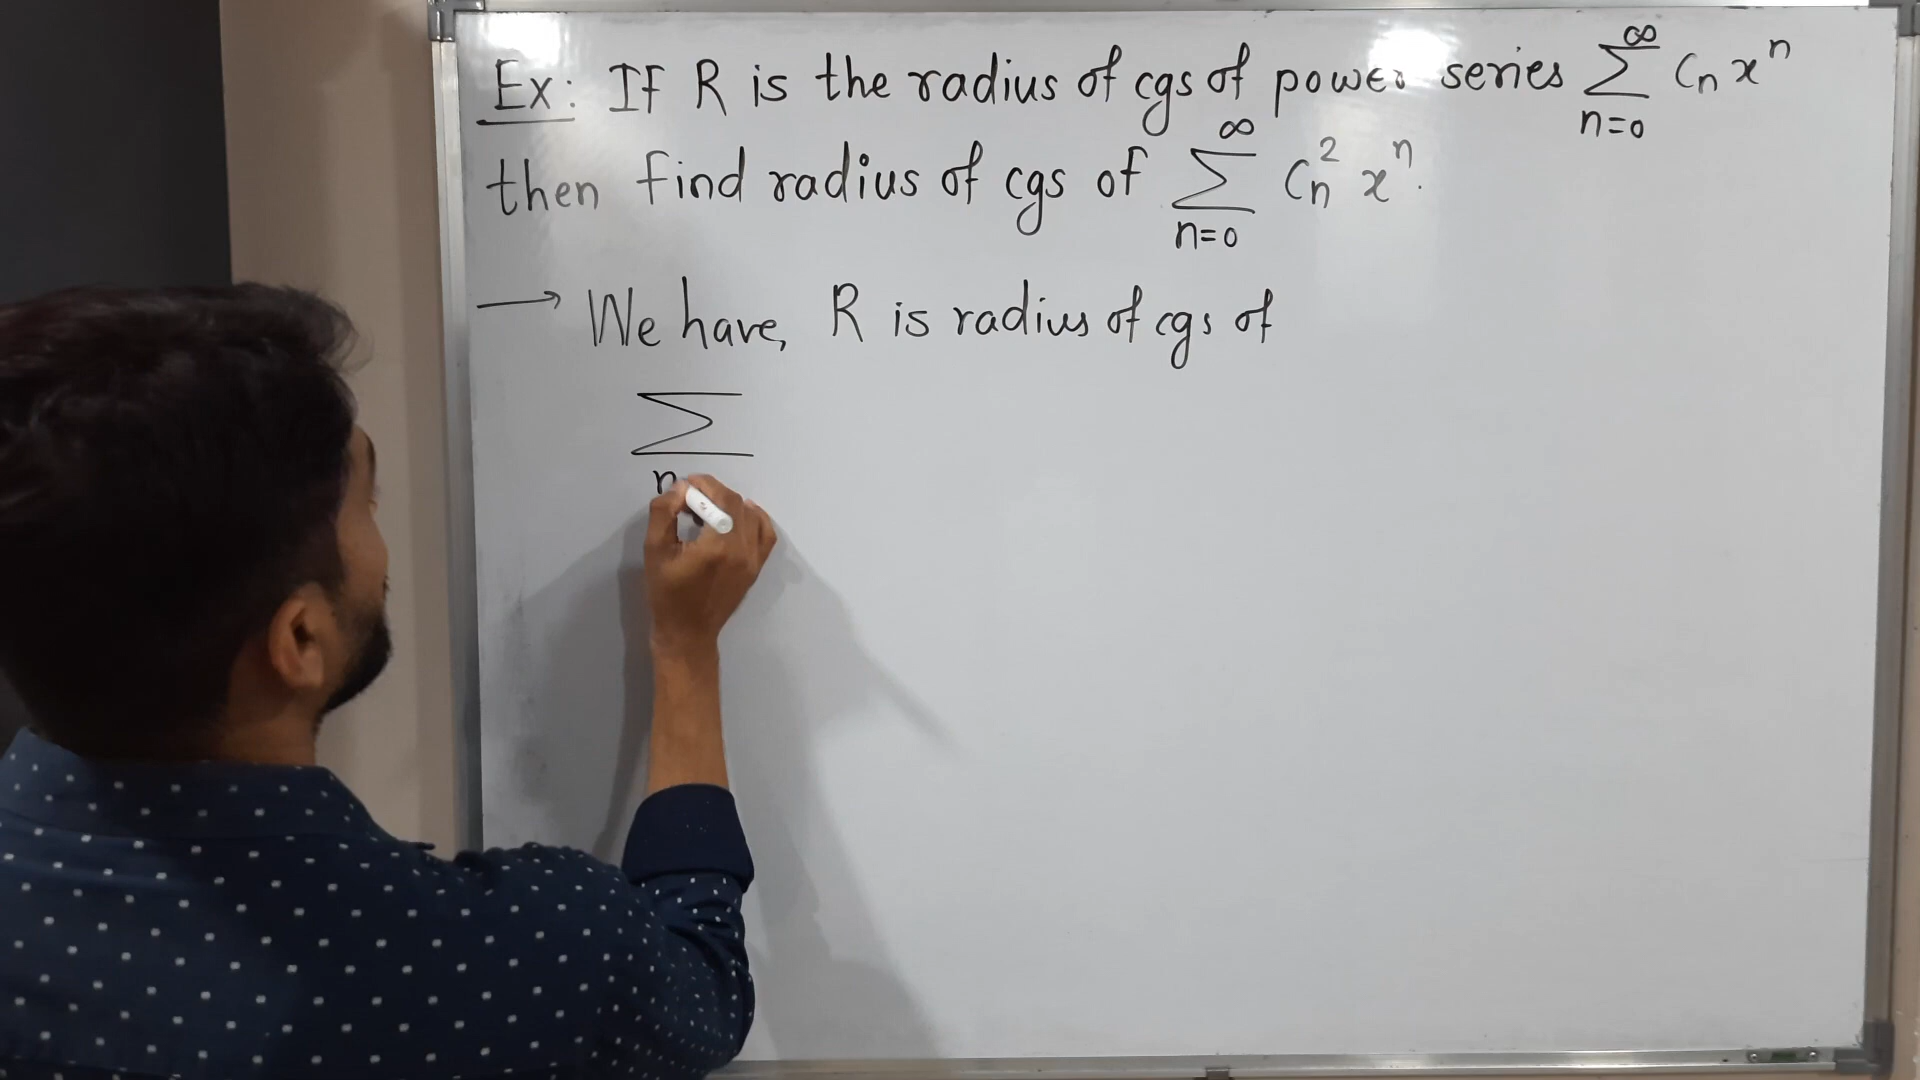 Ex: If R is the radius of cgs of power series ∞ Σ n=0 Cn xⁿ
then find radius of cgs of ∞ Σ n=0 Cn² xⁿ.
→ We have, R is radius of cgs of
Σ
n